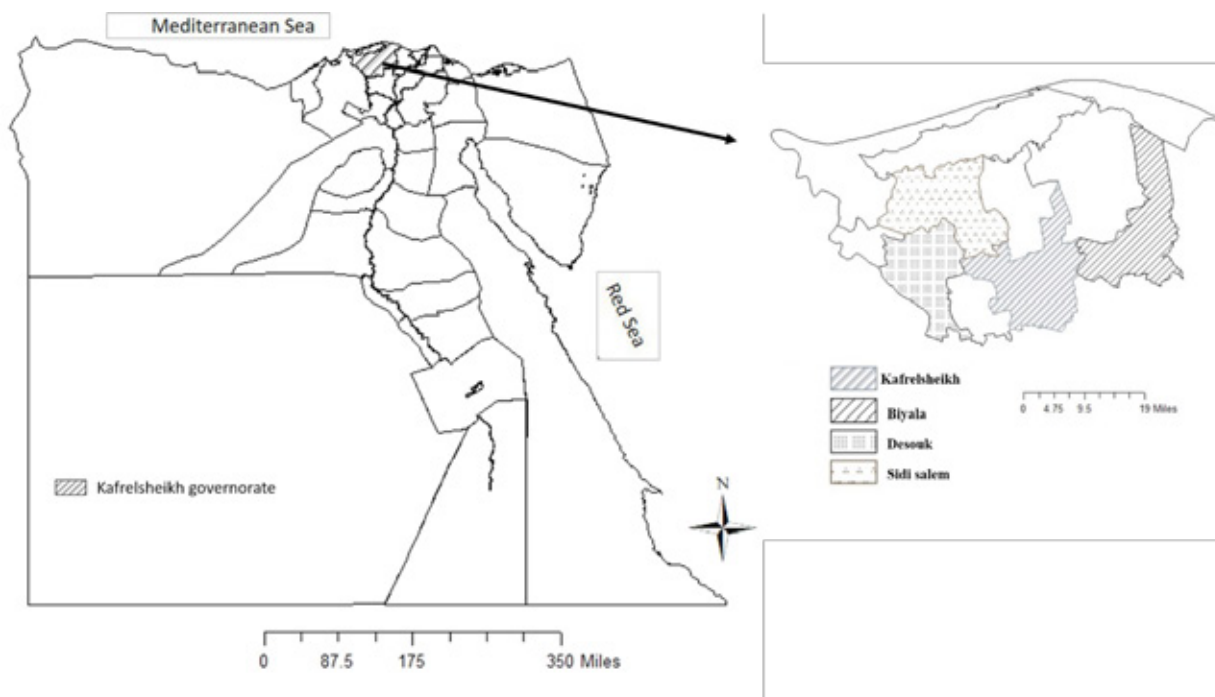 Mediterranean Sea
Red Sea
Kafrelsheikh governorate
N
0 87.5 175 350 Miles
Kafrelsheikh
Biyala
Desouk
Sidi salem
0 4.75 9.5 19 Miles